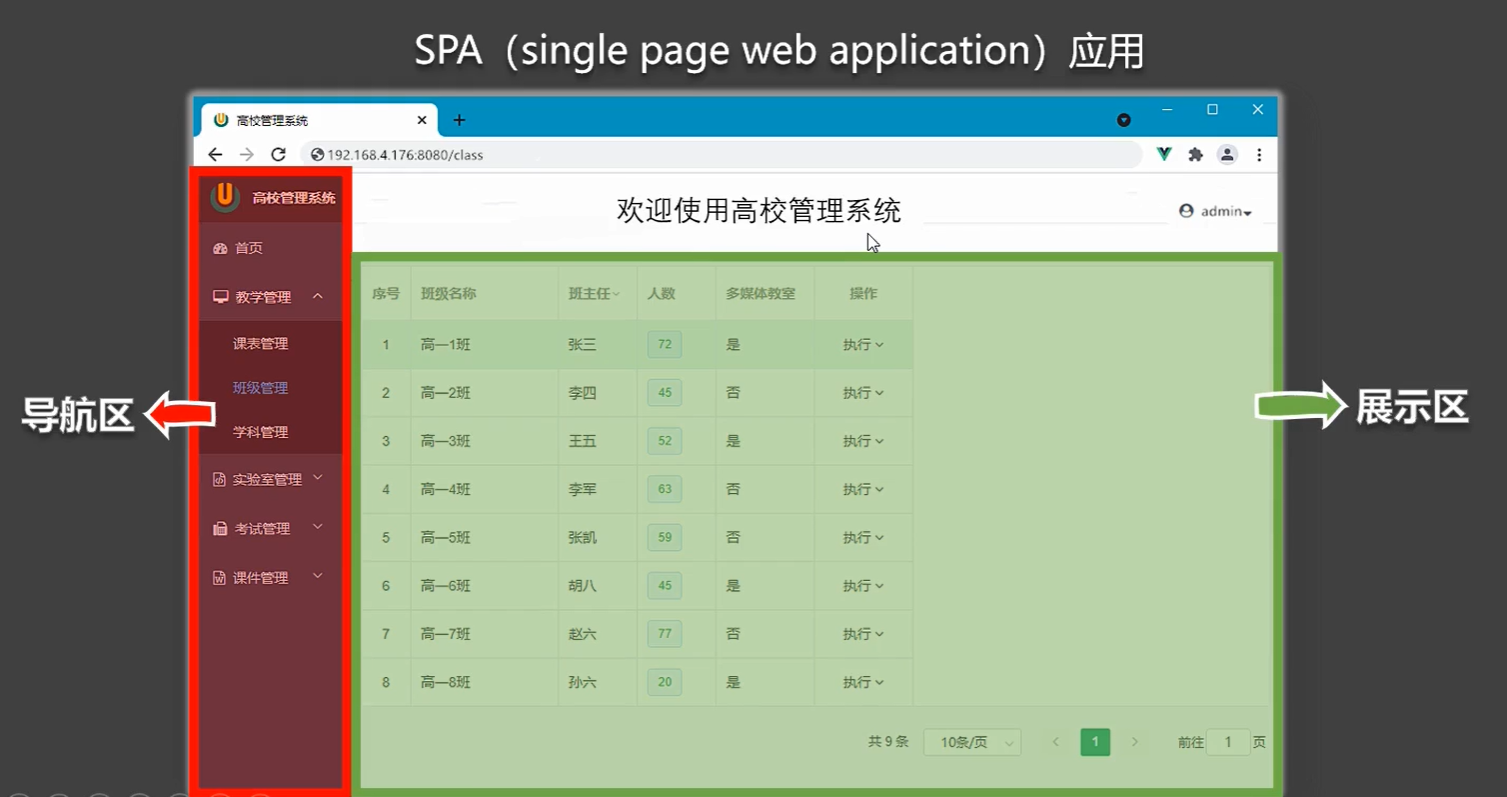 SPA（single page web application）应用
高校管理系统
192.168.4.176:8080/class
高校管理系统
欢迎使用高校管理系统
admin
首页
教学管理
课表管理
班级管理
学科管理
实验室管理
考试管理
课件管理
导航区
展示区
序号 班级名称 班主任 人数 多媒体教室 操作
1 高一1班 张三 72 是 执行
2 高一2班 李四 45 否 执行
3 高一3班 王五 52 是 执行
4 高一4班 李军 63 否 执行
5 高一5班 张凯 59 否 执行
6 高一6班 胡八 45 是 执行
7 高一7班 赵六 77 否 执行
8 高一8班 孙六 20 是 执行
共 9 条 10条/页 1 前往 1 页